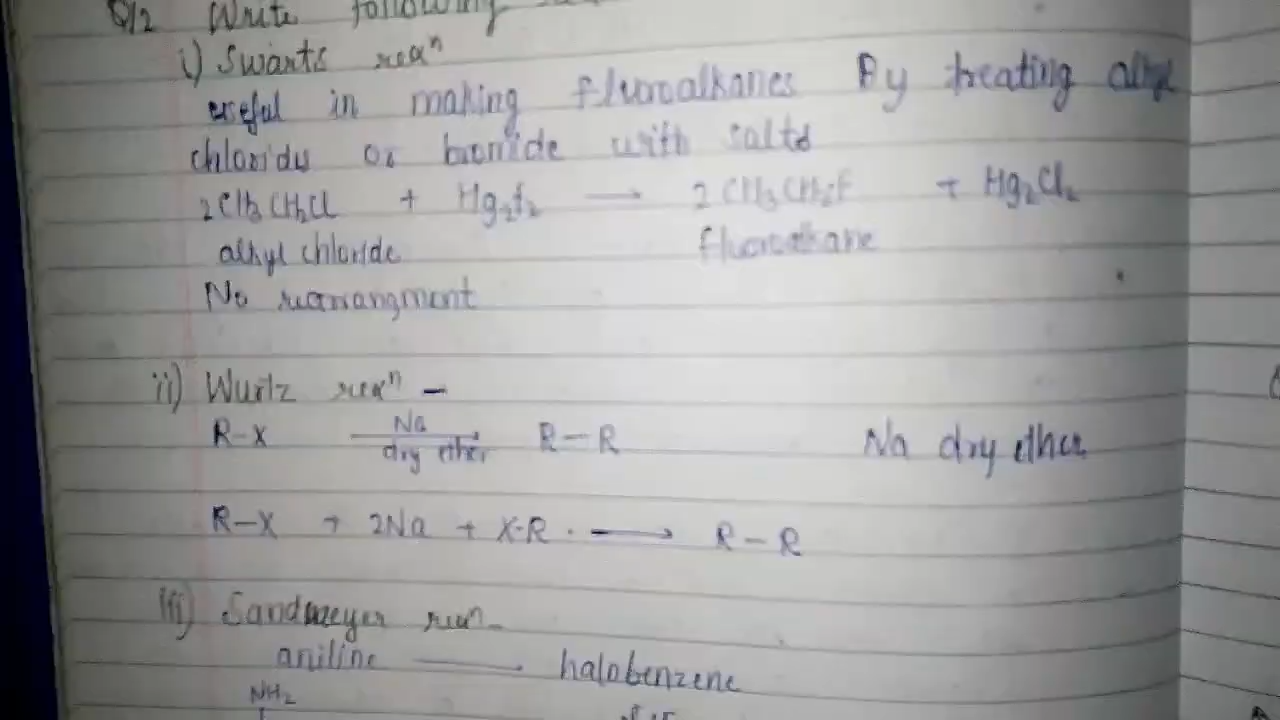 Q12 Write following
i) Swarts reaⁿ
useful in making fluoroalkanes By treating alkyl
chloride or bromide with salts
2CH3CH2Cl + Hg2f2 → 2CH3CH2F + Hg2Cl2
alkyl chloride fluoroalkane
No rearrangment
ii) Wurtz reaⁿ -
R-X Na dry ether → R-R Na dry ether
R-X + 2Na + X-R → R-R
iii) Sandmeyer reaⁿ-
aniline → halobenzene
NH2